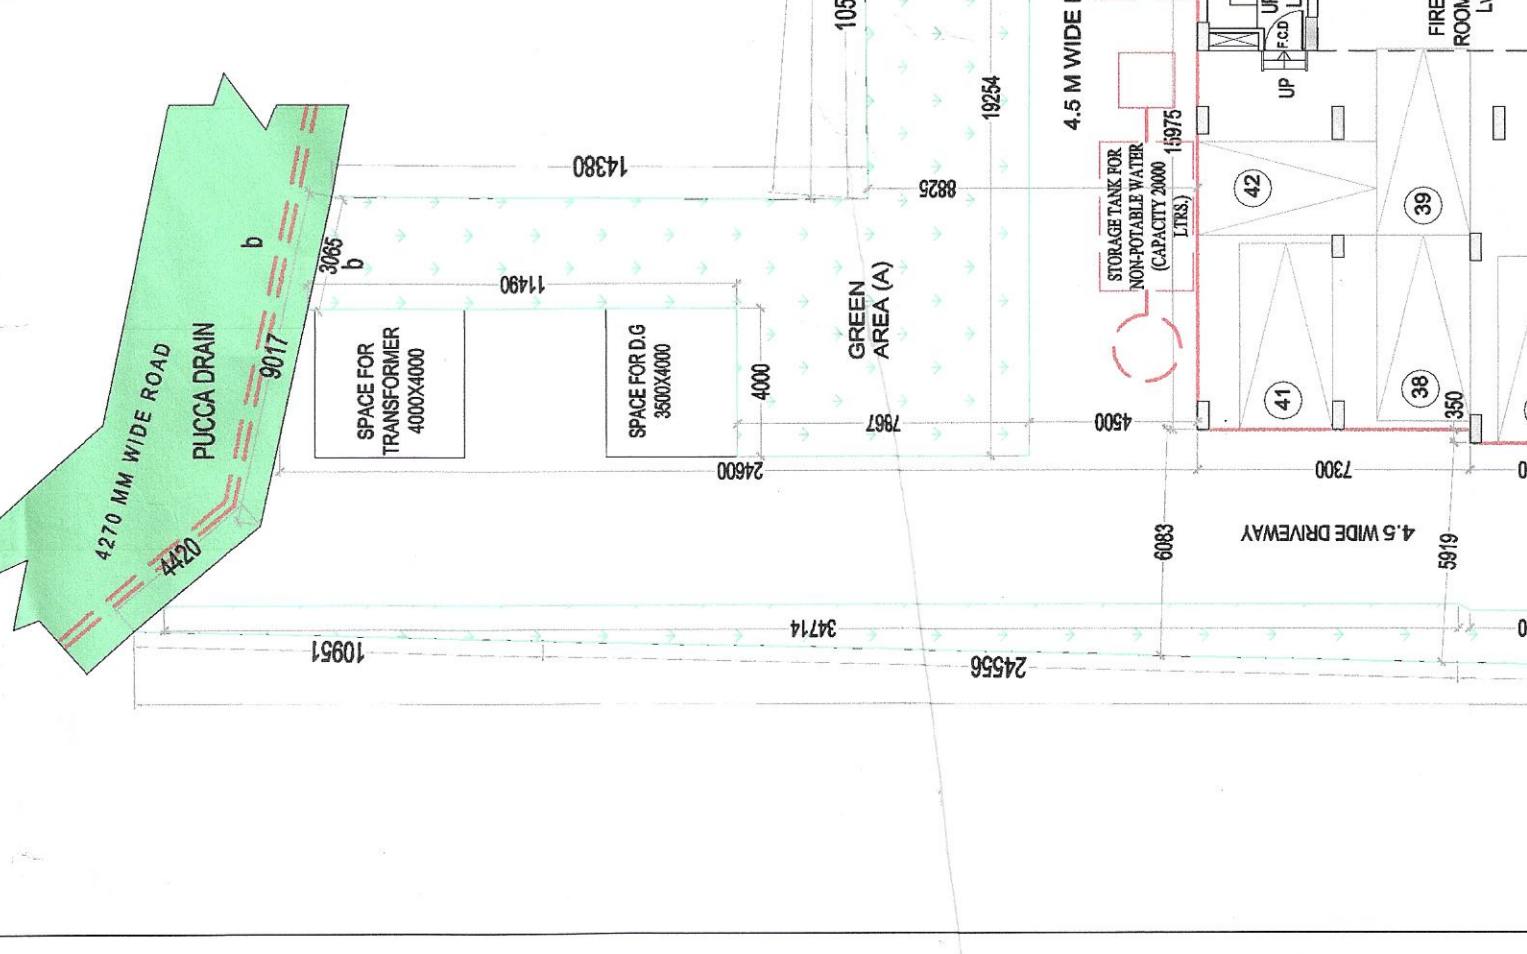 105
4.5 M WIDE
UP
F.C.D
UP
FIRE
ROOM
19254
15975
14380
8825
STORAGE TANK FOR
NON-POTABLE WATER
(CAPACITY 20000
LTRS.)
42
39
b
3065
b
11490
GREEN
AREA (A)
PUCCA DRAIN
4270 MM WIDE ROAD
9017
SPACE FOR
TRANSFORMER
4000X4000
SPACE FOR D.G
3500X4000
4000
7867
4500
41
38
350
24600
7300
4420
6083
4.5 WIDE DRIVEWAY
5919
34714
10951
24556